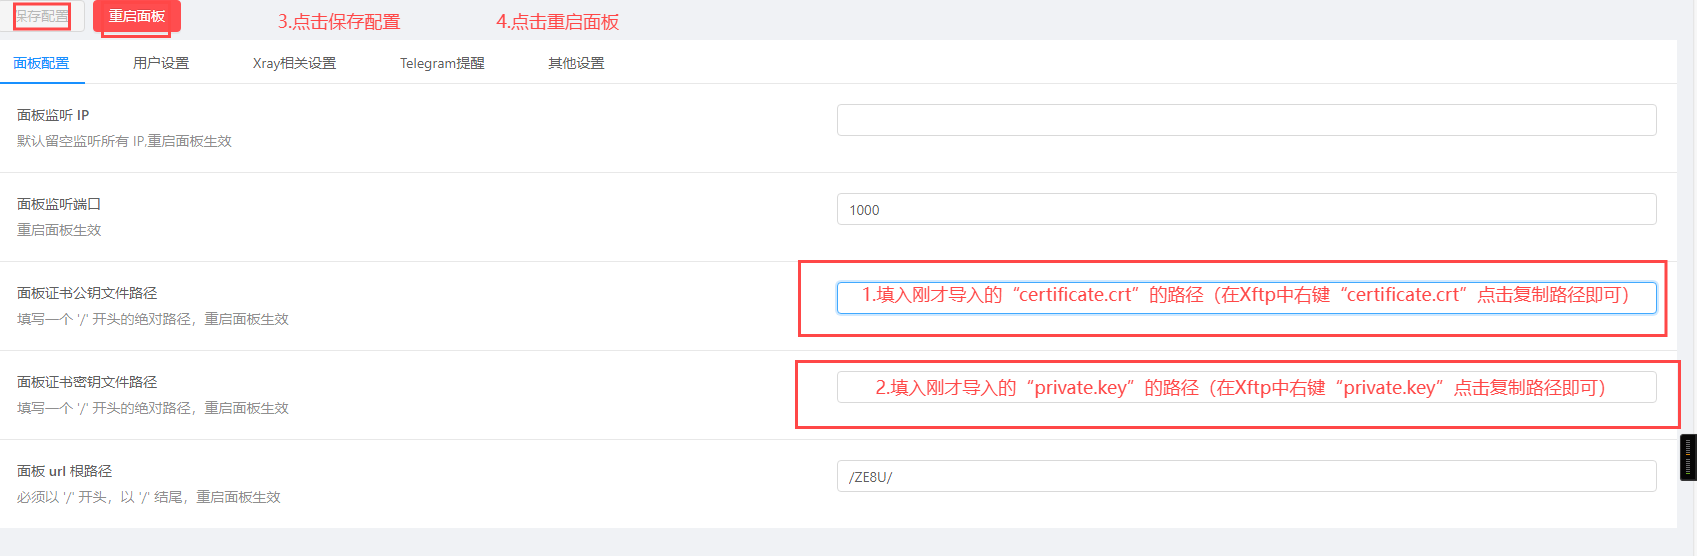 保存配置 重启面板 3.点击保存配置 4.点击重启面板
面板配置 用户设置 Xray相关设置 Telegram提醒 其他设置
面板监听 IP
默认留空监听所有 IP,重启面板生效
面板监听端口
1000
重启面板生效
面板证书公钥文件路径
1.填入刚才导入的“certificate.crt”的路径（在Xftp中右键“certificate.crt”点击复制路径即可）
填写一个 '/' 开头的绝对路径，重启面板生效
面板证书密钥文件路径
2.填入刚才导入的“private.key”的路径（在Xftp中右键“private.key”点击复制路径即可）
填写一个 '/' 开头的绝对路径，重启面板生效
面板 url 根路径
/ZE8U/
必须以 '/' 开头，以 '/' 结尾，重启面板生效